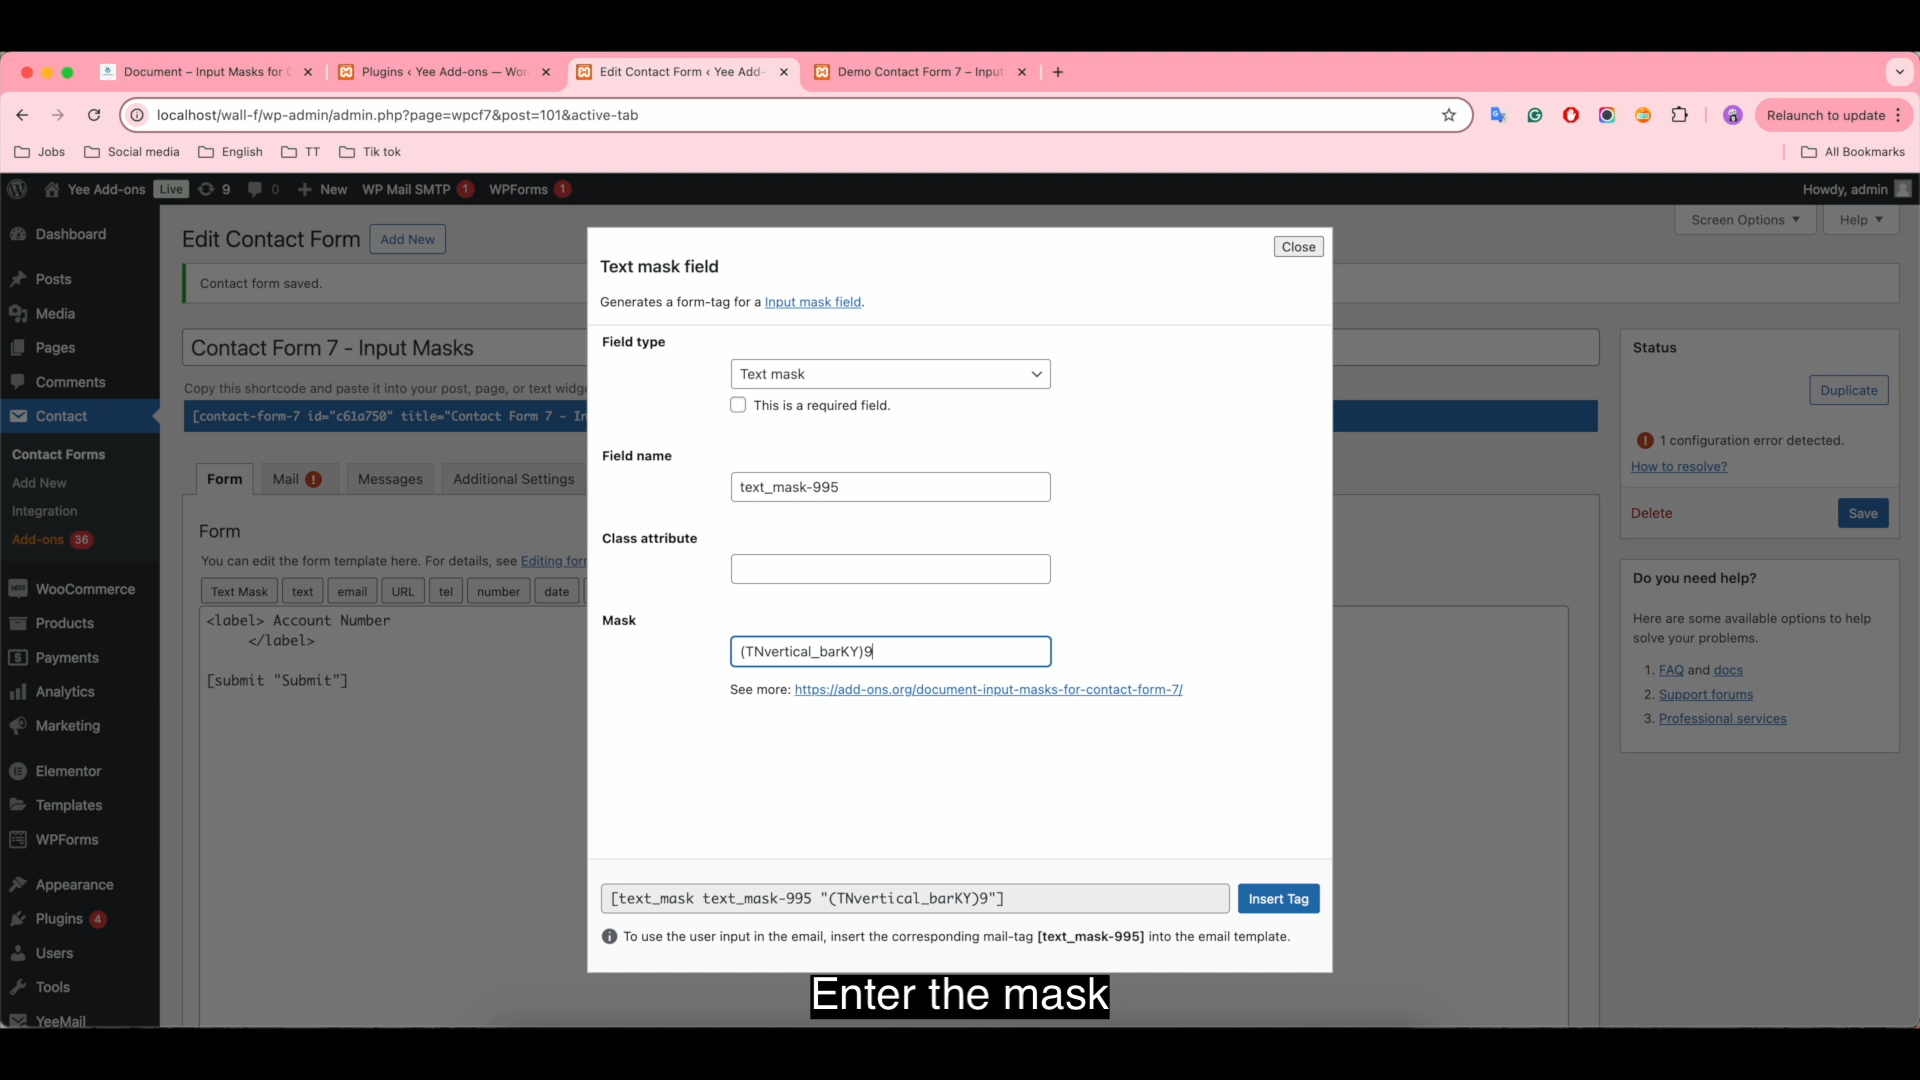 Document – Input Masks for C
Plugins ‹ Yee Add-ons — Wor
Edit Contact Form ‹ Yee Add-
Demo Contact Form 7 – Input
localhost/wall-f/wp-admin/admin.php?page=wpcf7&post=101&active-tab
Relaunch to update
Jobs
Social media
English
TT
Tik tok
All Bookmarks
Yee Add-ons
Live
9
0
New
WP Mail SMTP 1
WPForms 1
Howdy, admin
Dashboard
Posts
Media
Pages
Comments
Contact
Contact Forms
Add New
Integration
Add-ons 36
WooCommerce
Products
Payments
Analytics
Marketing
Elementor
Templates
WPForms
Appearance
Plugins 4
Users
Tools
YeeMail
Screen Options
Help
Edit Contact Form
Add New
Contact form saved.
Contact Form 7 - Input Masks
Copy this shortcode and paste it into your post, page, or text widge
[contact-form-7 id="c61a750" title="Contact Form 7 - In
Form
Mail
Messages
Additional Settings
Form
You can edit the form template here. For details, see Editing for
Text Mask
text
email
URL
tel
number
date
<label> Account Number
</label>
[submit "Submit"]
Close
Text mask field
Generates a form-tag for a Input mask field.
Field type
Text mask
This is a required field.
Field name
text_mask-995
Class attribute
Mask
(TNvertical_barKY)9
See more: https://add-ons.org/document-input-masks-for-contact-form-7/
[text_mask text_mask-995 "(TNvertical_barKY)9"]
Insert Tag
To use the user input in the email, insert the corresponding mail-tag [text_mask-995] into the email template.
Status
Duplicate
1 configuration error detected.
How to resolve?
Delete
Save
Do you need help?
Here are some available options to help
solve your problems.
1. FAQ and docs
2. Support forums
3. Professional services
Enter the mask